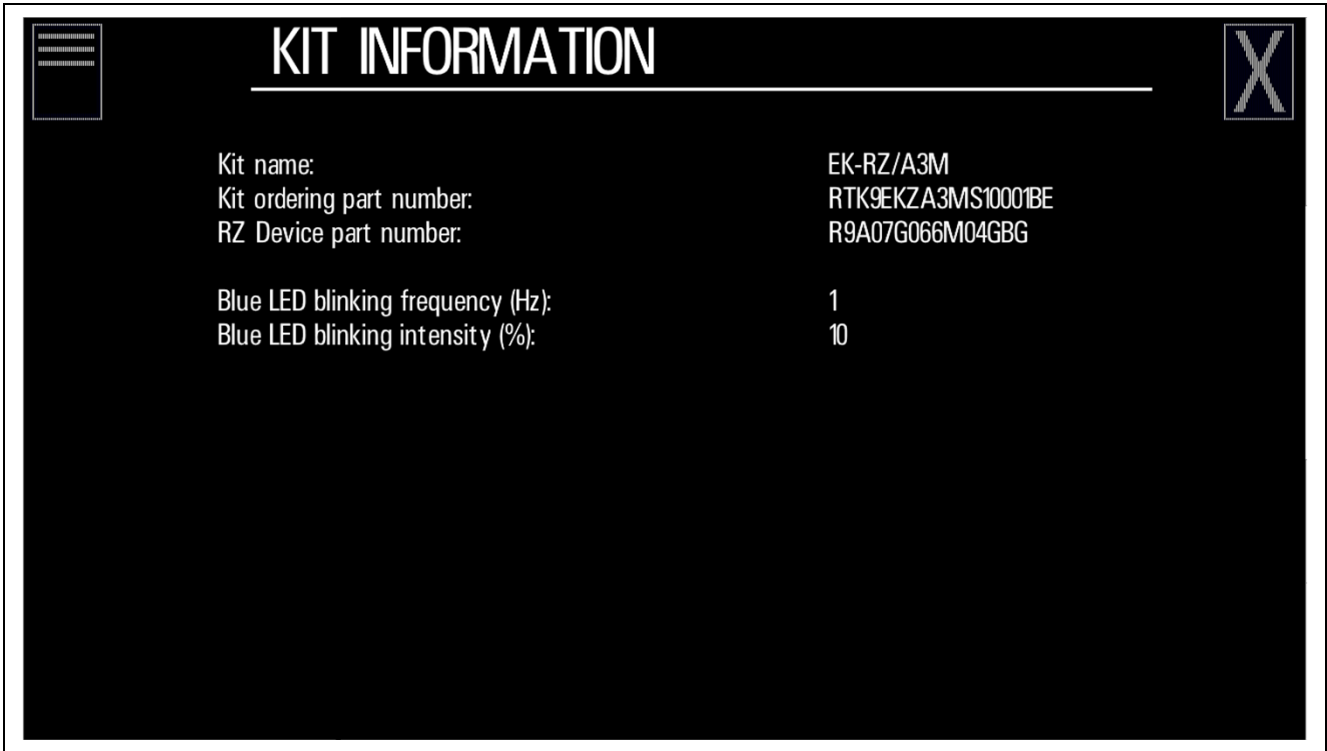 KIT INFORMATION
X
Kit name: EK-RZ/A3M
Kit ordering part number: RTK9EKZA3MS10001BE
RZ Device part number: R9A07G066M04GBG
Blue LED blinking frequency (Hz): 1
Blue LED blinking intensity (%): 10